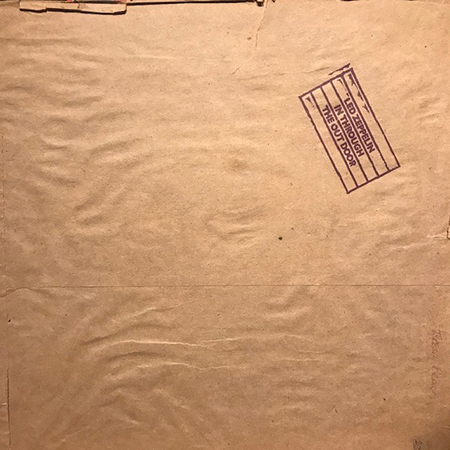 LED ZEPPELIN
IN THROUGH
THE OUT DOOR